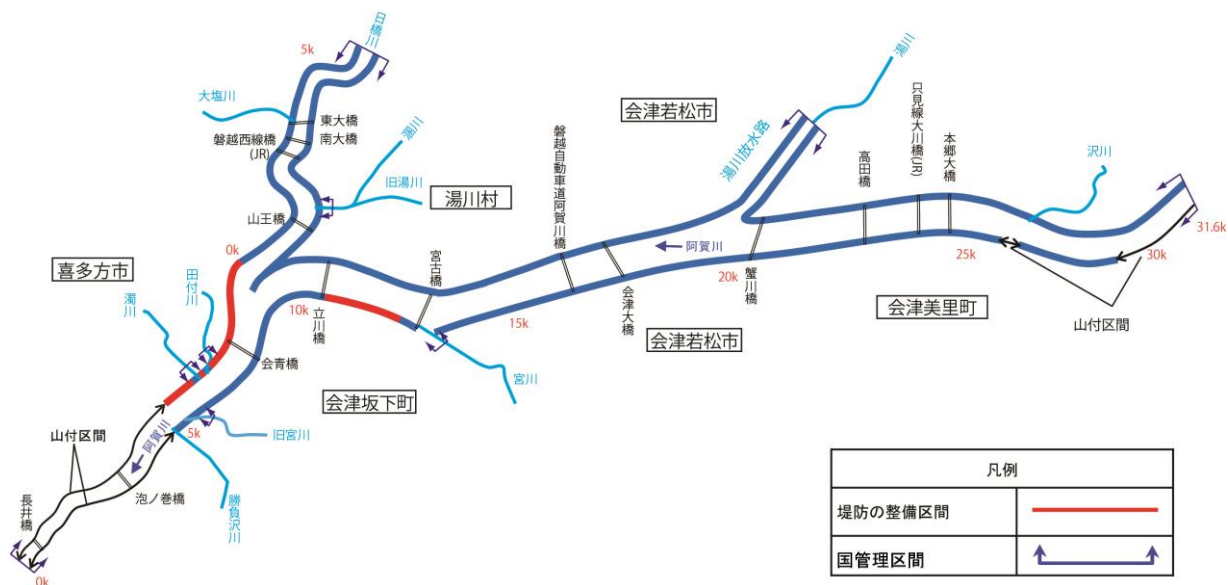 日橋川
5k
大塩川
東大橋
南大橋
磐越西線橋
(JR)
湯川
旧湯川
湯川村
山王橋
0k
喜多方市
田付川
濁川
会青橋
10k
立川橋
宮古橋
会津坂下町
宮川
旧宮川
5k
勝負沢川
阿賀川
山付区間
泡ノ巻橋
長井橋
0k
磐越自動車道阿賀川橋
会津大橋
15k
会津若松市
湯川放水路
湯川
阿賀川
20k
蟹川橋
会津若松市
高田橋
只見線大川橋(JR)
本郷大橋
25k
沢川
31.6k
30k
山付区間
会津美里町
凡例
堤防の整備区間
国管理区間